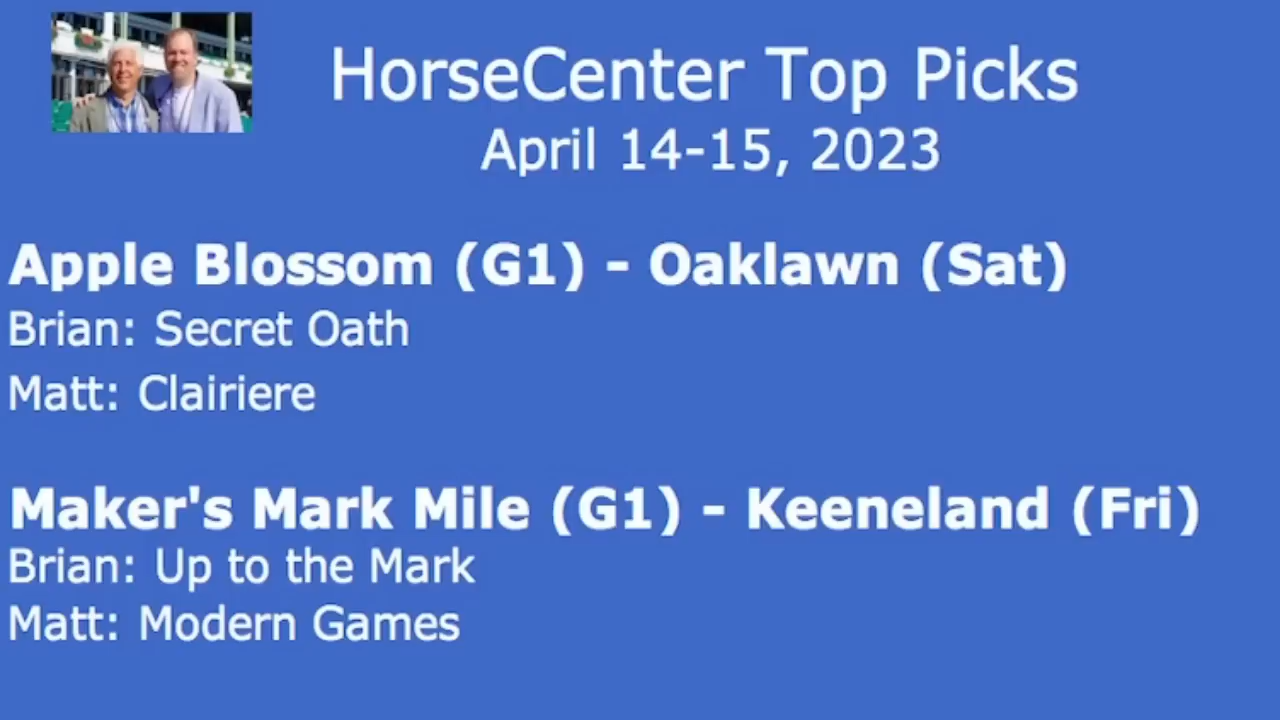 HorseCenter Top Picks
April 14-15, 2023
Apple Blossom (G1) - Oaklawn (Sat)
Brian: Secret Oath
Matt: Clairiere
Maker's Mark Mile (G1) - Keeneland (Fri)
Brian: Up to the Mark
Matt: Modern Games